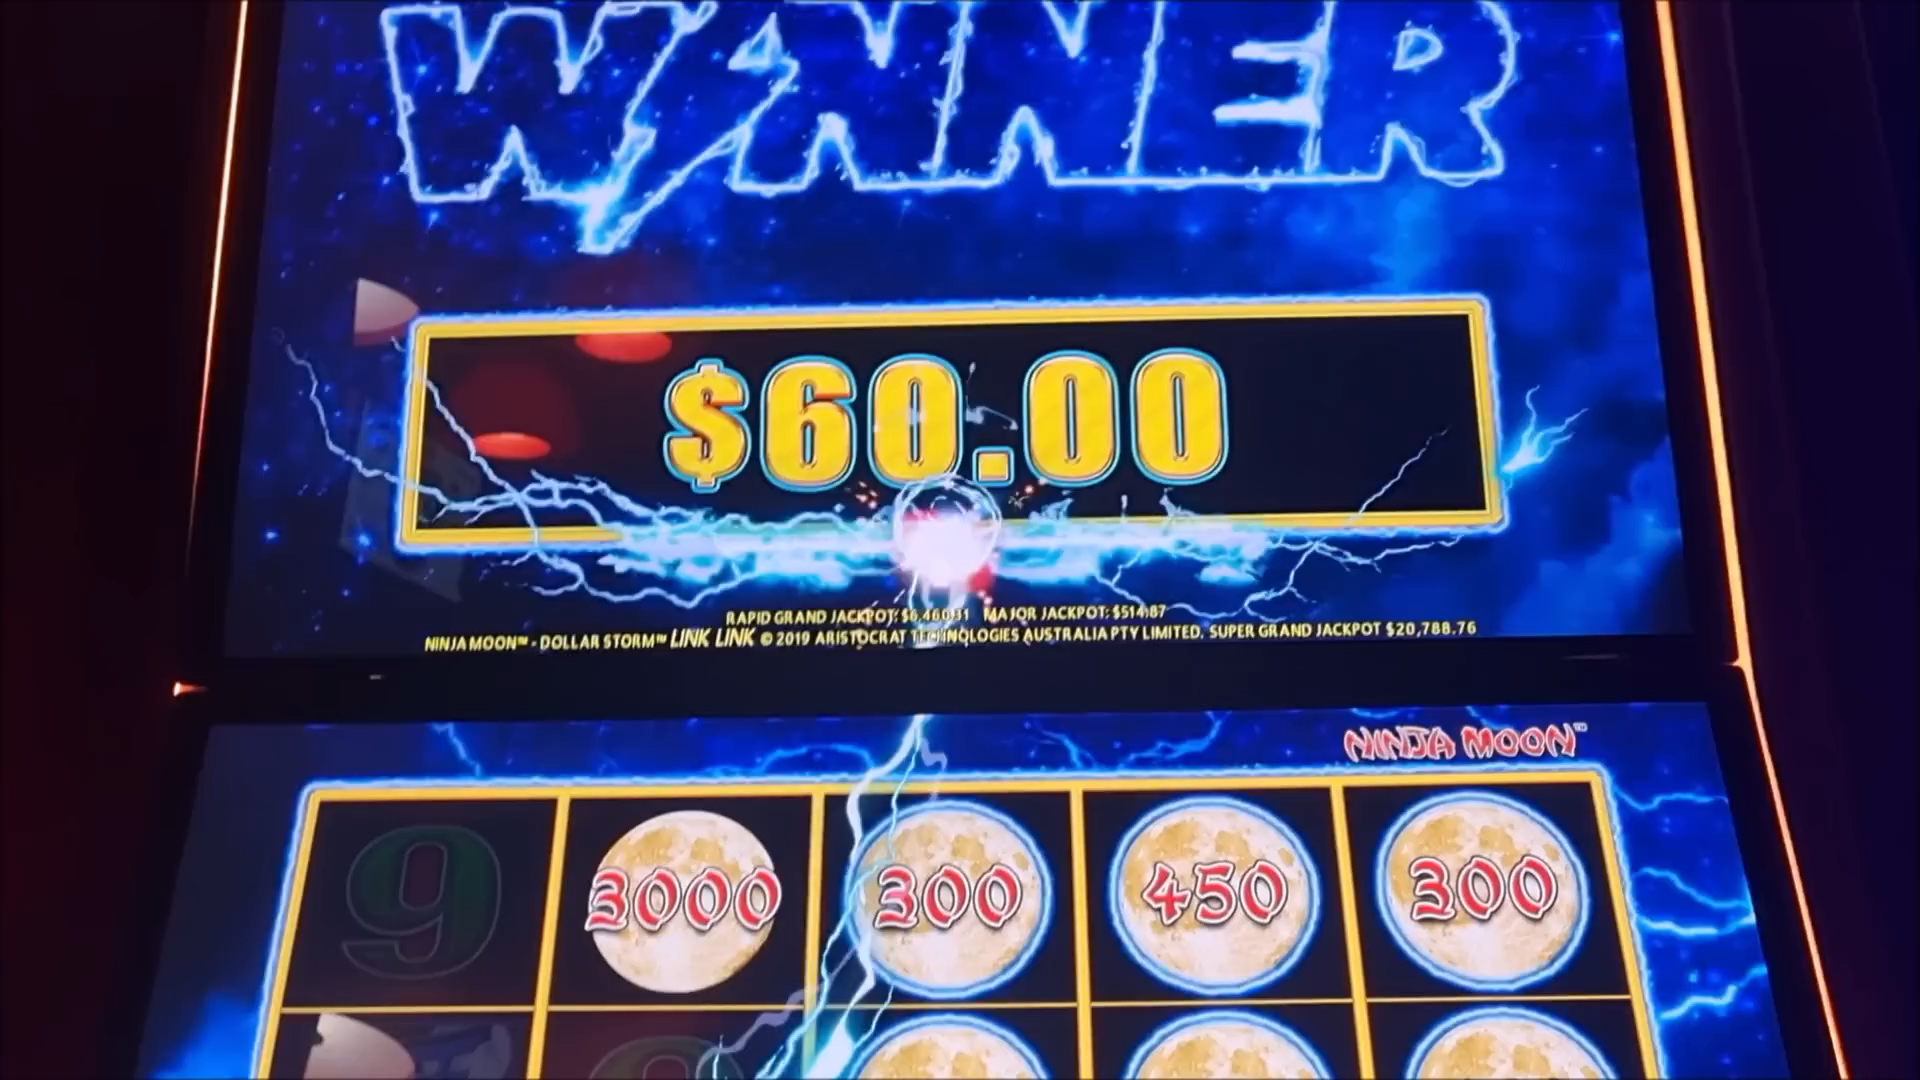 WINNER
$60.00
RAPID GRAND JACKPOT: $6,460.31 MAJOR JACKPOT: $514.87
NINJA MOON™ - DOLLAR STORM™ LINK LINK © 2019 ARISTOCRAT TECHNOLOGIES AUSTRALIA PTY LIMITED. SUPER GRAND JACKPOT $20,788.76
NINJA MOON™
9 3000 300 450 300